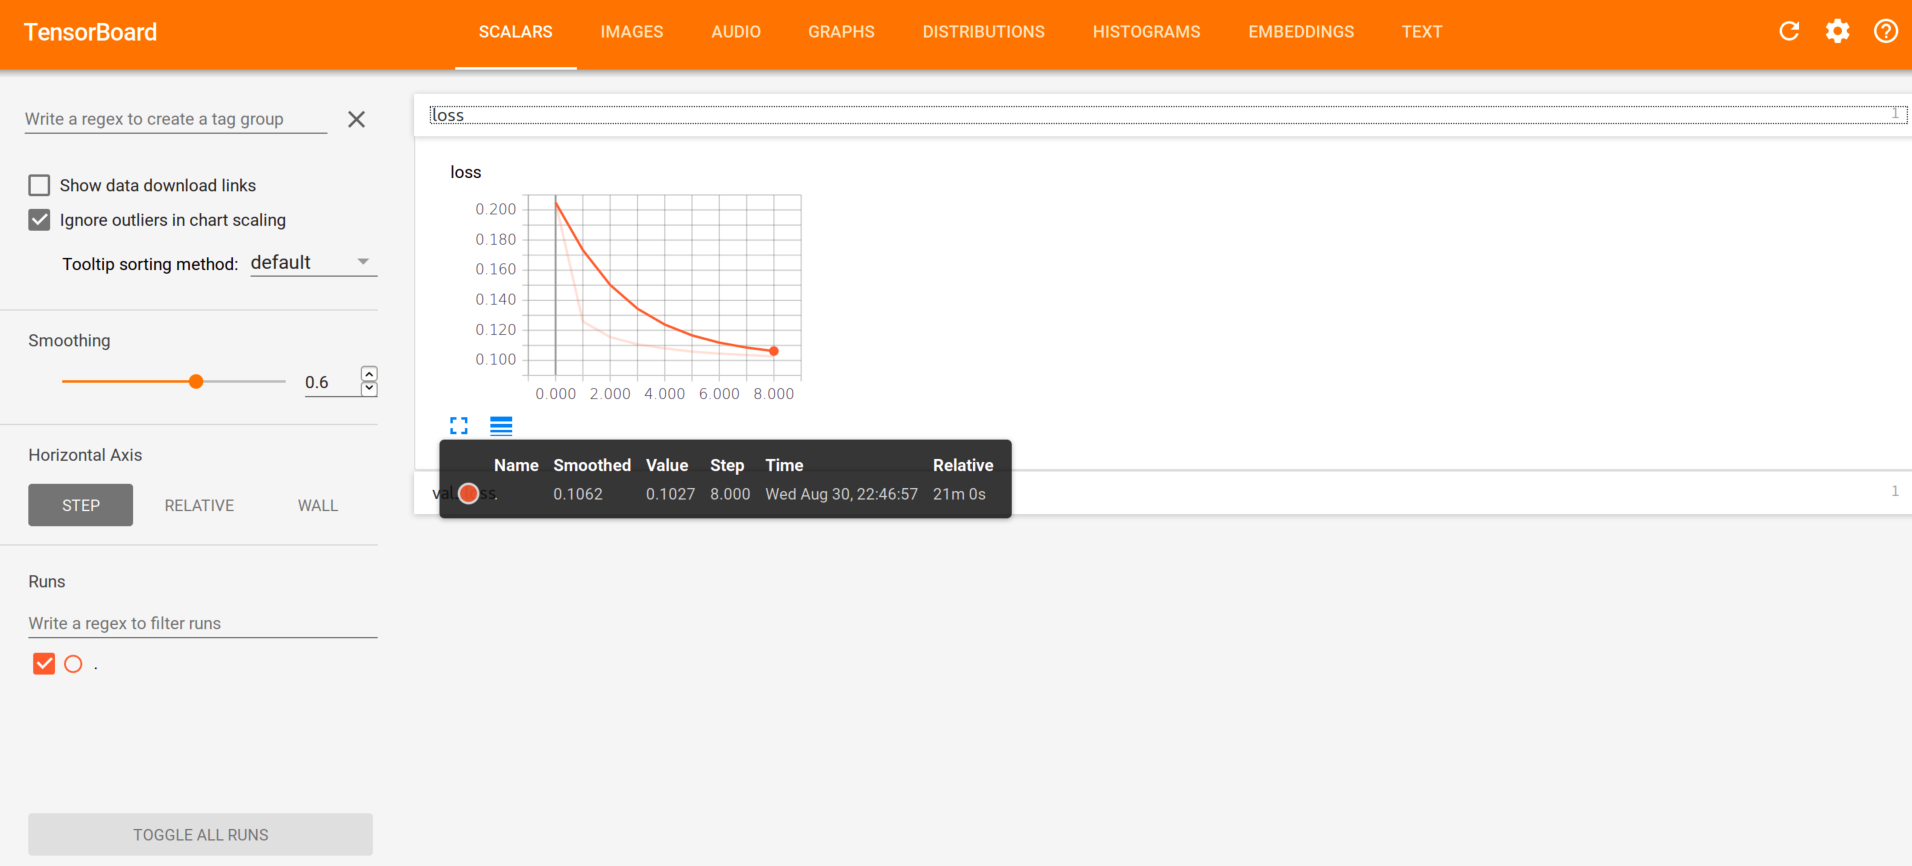 TensorBoard
SCALARS IMAGES AUDIO GRAPHS DISTRIBUTIONS HISTOGRAMS EMBEDDINGS TEXT
Write a regex to create a tag group
Show data download links
Ignore outliers in chart scaling
Tooltip sorting method: default
Smoothing
0.6
Horizontal Axis
STEP RELATIVE WALL
Runs
Write a regex to filter runs
.
TOGGLE ALL RUNS
loss 1
loss
0.200
0.180
0.160
0.140
0.120
0.100
0.000 2.000 4.000 6.000 8.000
Name Smoothed Value Step Time Relative
. 0.1062 0.1027 8.000 Wed Aug 30, 22:46:57 21m 0s
1